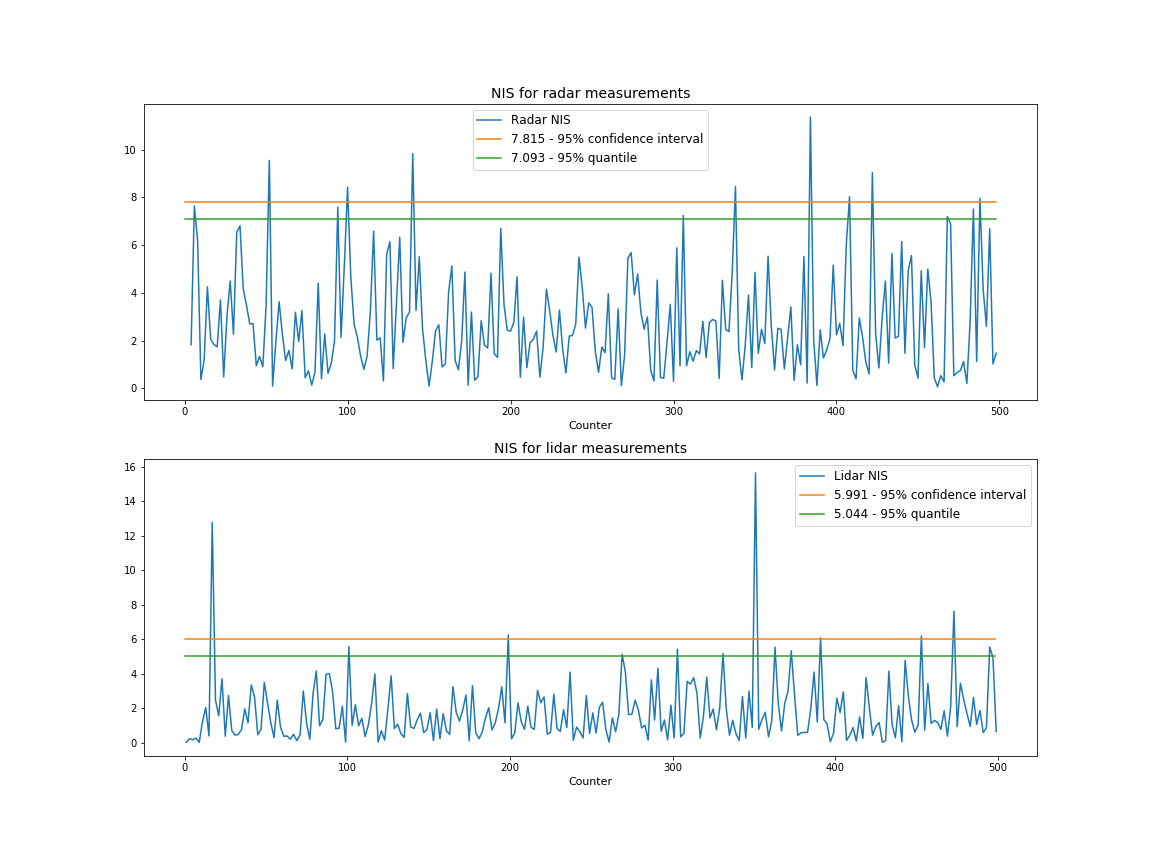 NIS for radar measurements
Radar NIS
7.815 - 95% confidence interval
7.093 - 95% quantile
10
8
6
4
2
0
0 100 200 300 400 500
Counter
NIS for lidar measurements
Lidar NIS
5.991 - 95% confidence interval
5.044 - 95% quantile
16
14
12
10
8
6
4
2
0
0 100 200 300 400 500
Counter